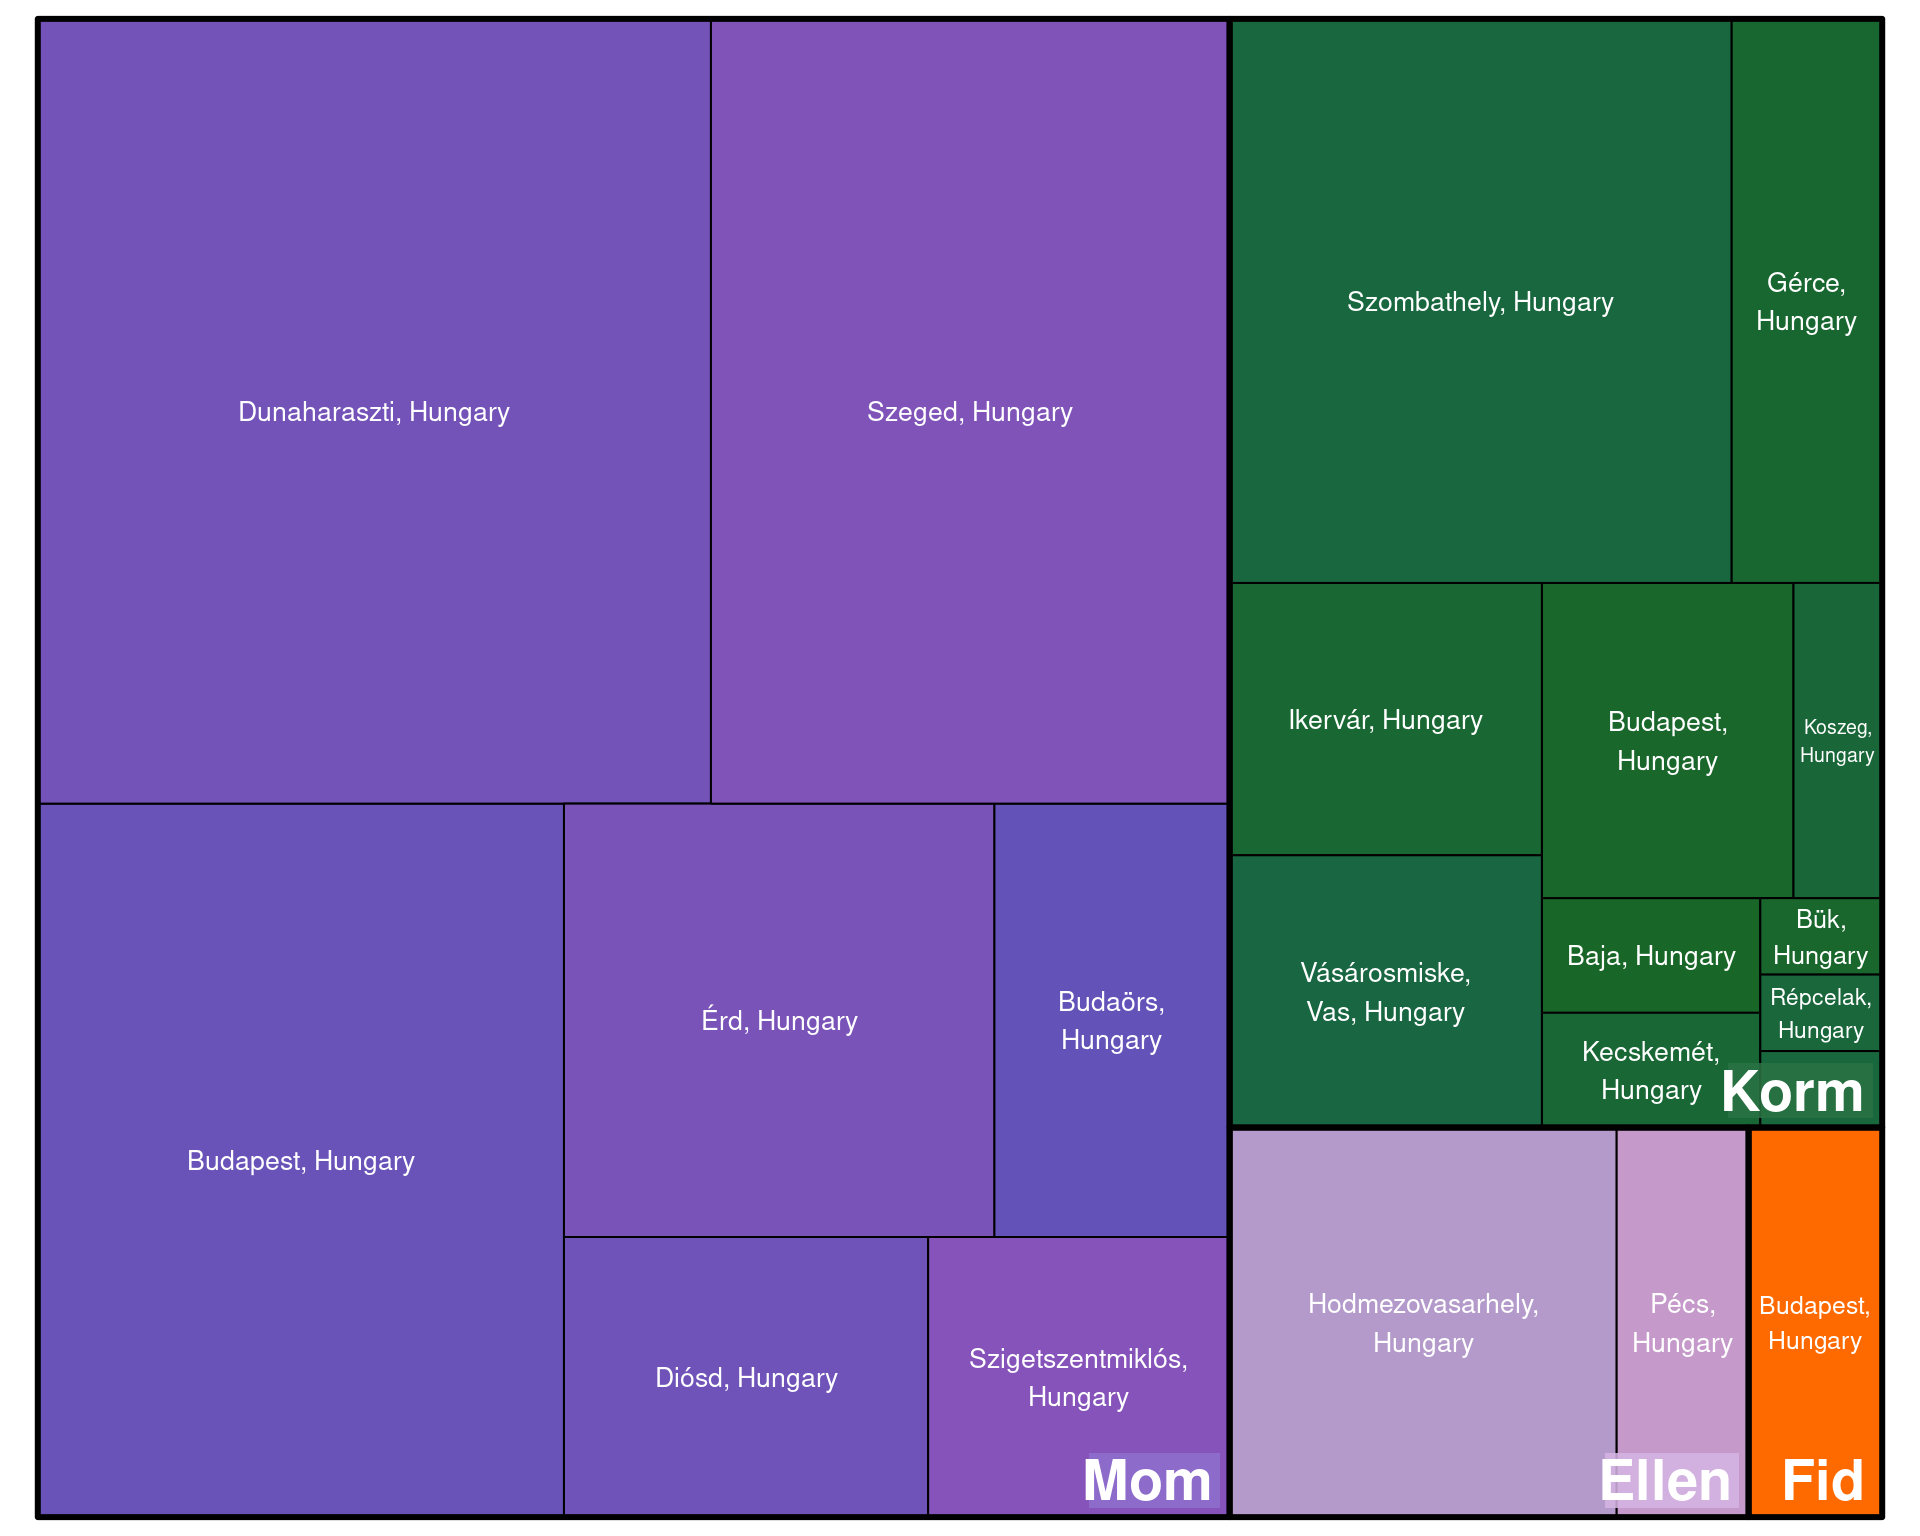 Dunaharaszti, Hungary
Szeged, Hungary
Budapest, Hungary
Érd, Hungary
Budaörs,
Hungary
Diósd, Hungary
Szigetszentmiklós,
Hungary
Mom
Szombathely, Hungary
Gérce,
Hungary
Ikervár, Hungary
Budapest,
Hungary
Koszeg,
Hungary
Vásárosmiske,
Vas, Hungary
Baja, Hungary
Bük,
Hungary
Répcelak,
Hungary
Kecskemét,
Hungary
Korm
Hodmezovasarhely,
Hungary
Pécs,
Hungary
Ellen
Budapest,
Hungary
Fid